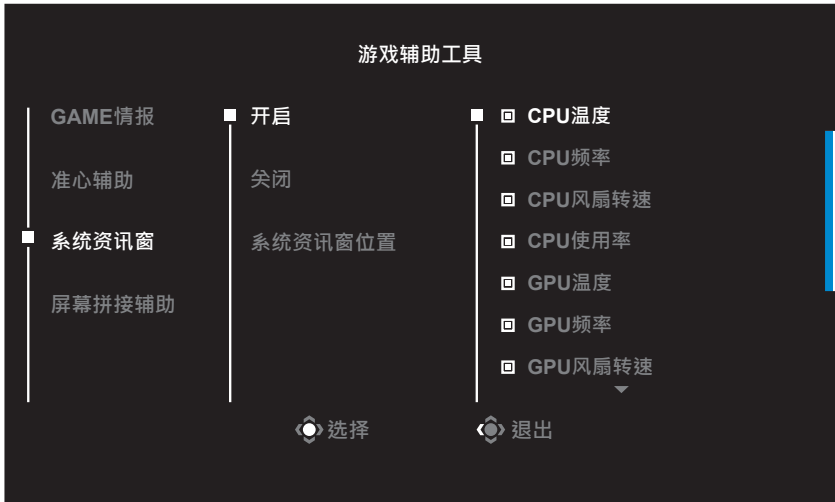 游戏辅助工具
GAME情报
准心辅助
系统资讯窗
屏幕拼接辅助
开启
关闭
系统资讯窗位置
CPU温度
CPU频率
CPU风扇转速
CPU使用率
GPU温度
GPU频率
GPU风扇转速
选择
退出